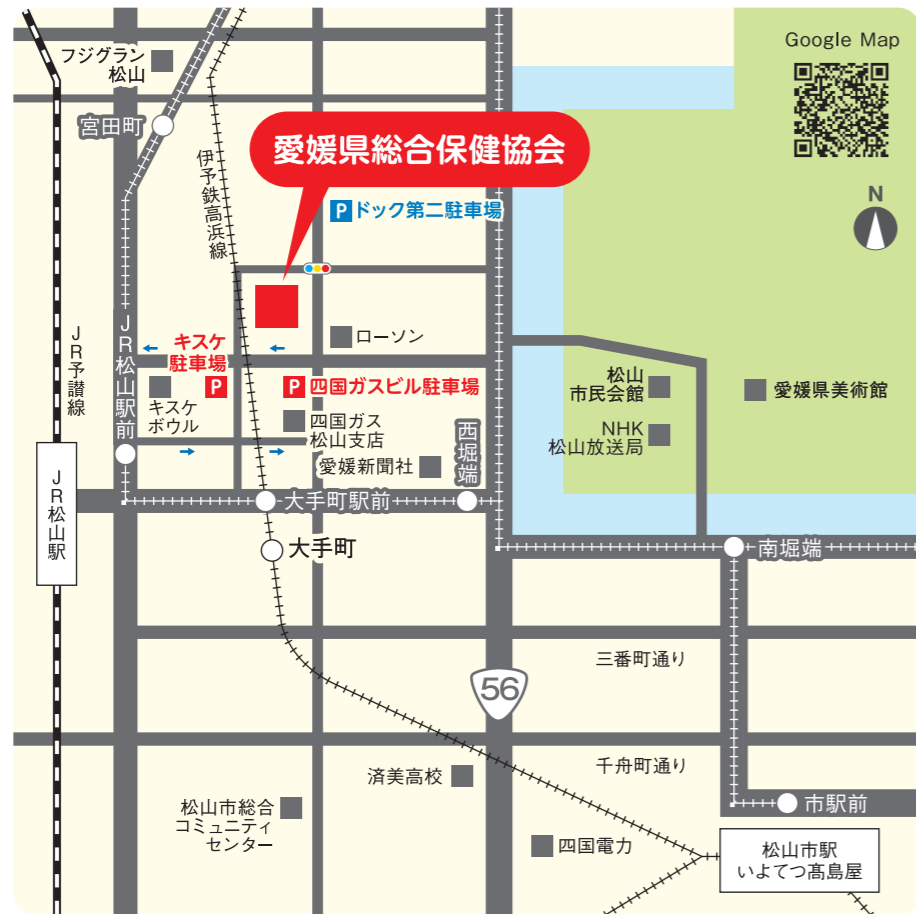 Google Map
フジグラン
松山
宮田町
愛媛県総合保健協会
伊予鉄高浜線
N
P ドック第二駐車場
JR予讃線
JR松山駅前
キスケ
駐車場
P
ローソン
P 四国ガスビル駐車場
キスケ
ボウル
四国ガス
松山支店
西堀端
松山
市民会館
愛媛県美術館
NHK
松山放送局
愛媛新聞社
JR松山駅
大手町駅前
大手町
南堀端
三番町通り
56
千舟町通り
済美高校
市駅前
松山市総合
コミュニティ
センター
四国電力
松山市駅
いよてつ髙島屋